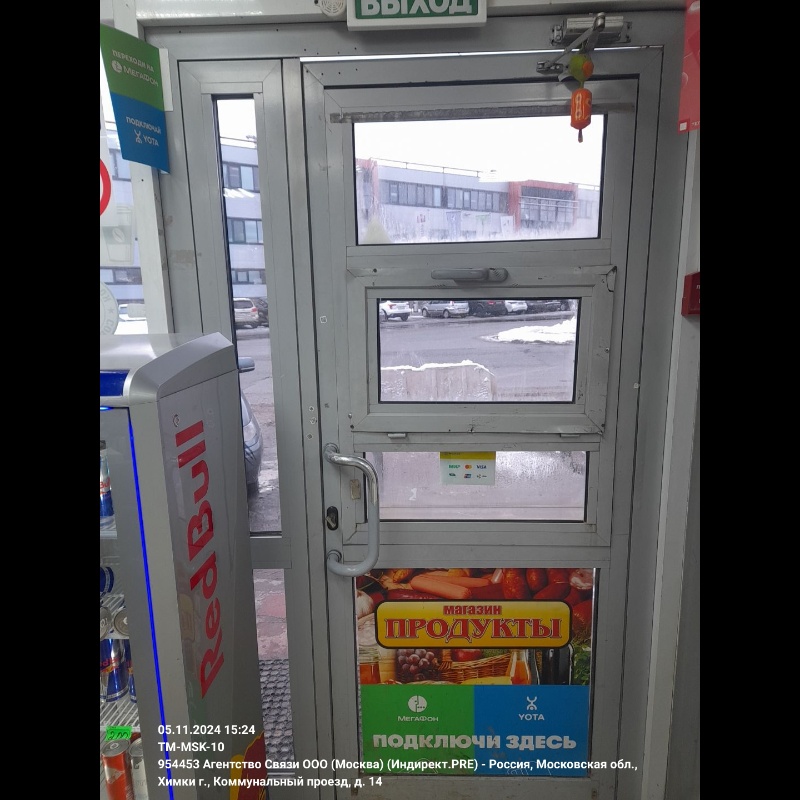 ВЫХОД
ПЕРЕХОДИ НА
МЕГАФОН
ПОДКЛЮЧАЙ
YOTA
VISA
Red Bull
магазин
ПРОДУКТЫ
МЕГАФОН
YOTA
ПОДКЛЮЧИ ЗДЕСЬ
200
05.11.2024 15:24
TM-MSK-10
954453 Агентство Связи ООО (Москва) (Индирект.PRE) - Россия, Московская обл.,
Химки г., Коммунальный проезд, д. 14